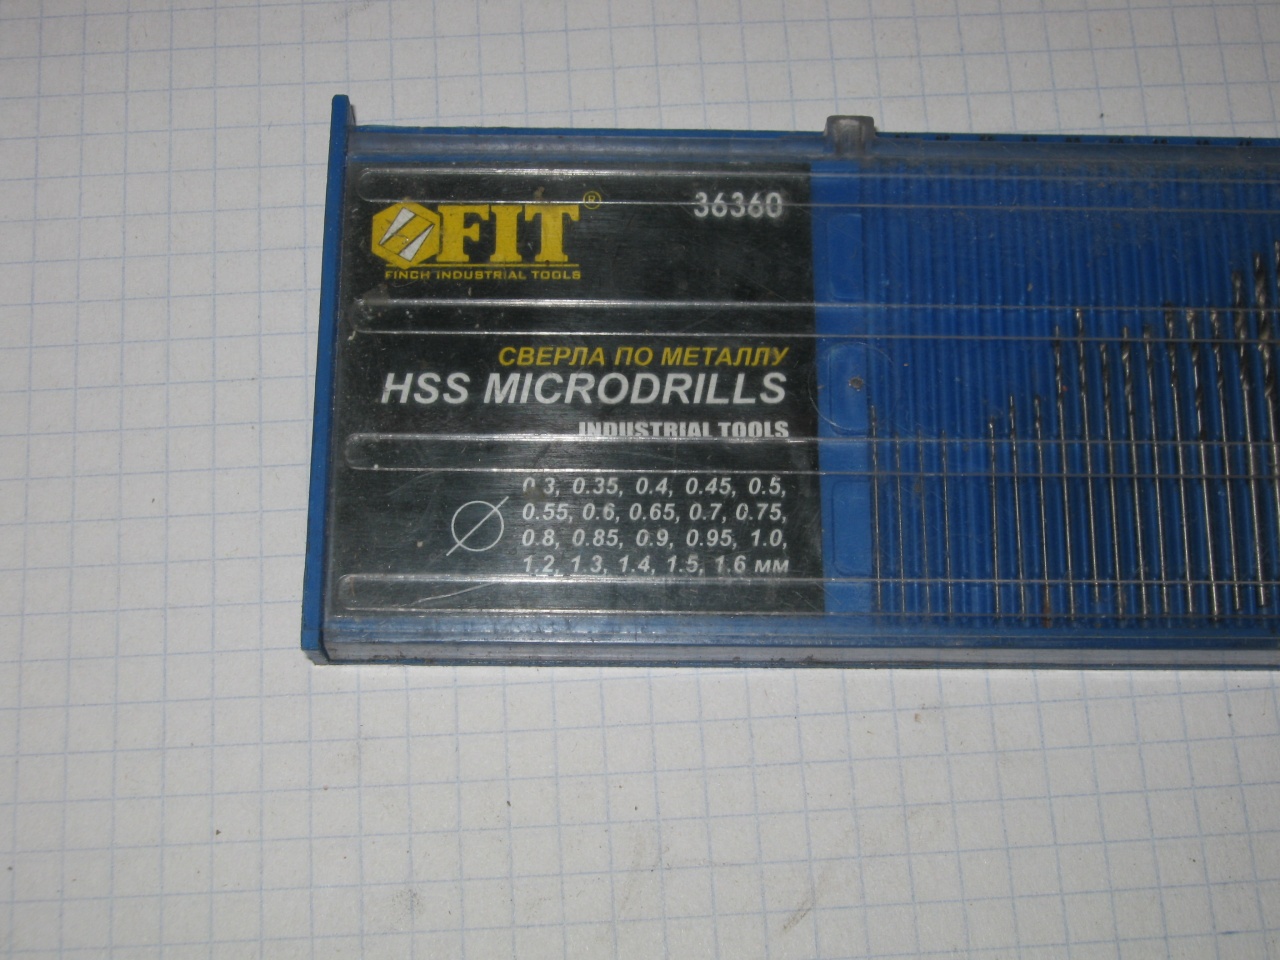 FIT®
36360
FINCH INDUSTRIAL TOOLS
СВЕРЛА ПО МЕТАЛЛУ
HSS MICRODRILLS
INDUSTRIAL TOOLS
0.3, 0.35, 0.4, 0.45, 0.5,
0.55, 0.6, 0.65, 0.7, 0.75,
0.8, 0.85, 0.9, 0.95, 1.0,
1.2, 1.3, 1.4, 1.5, 1.6 мм